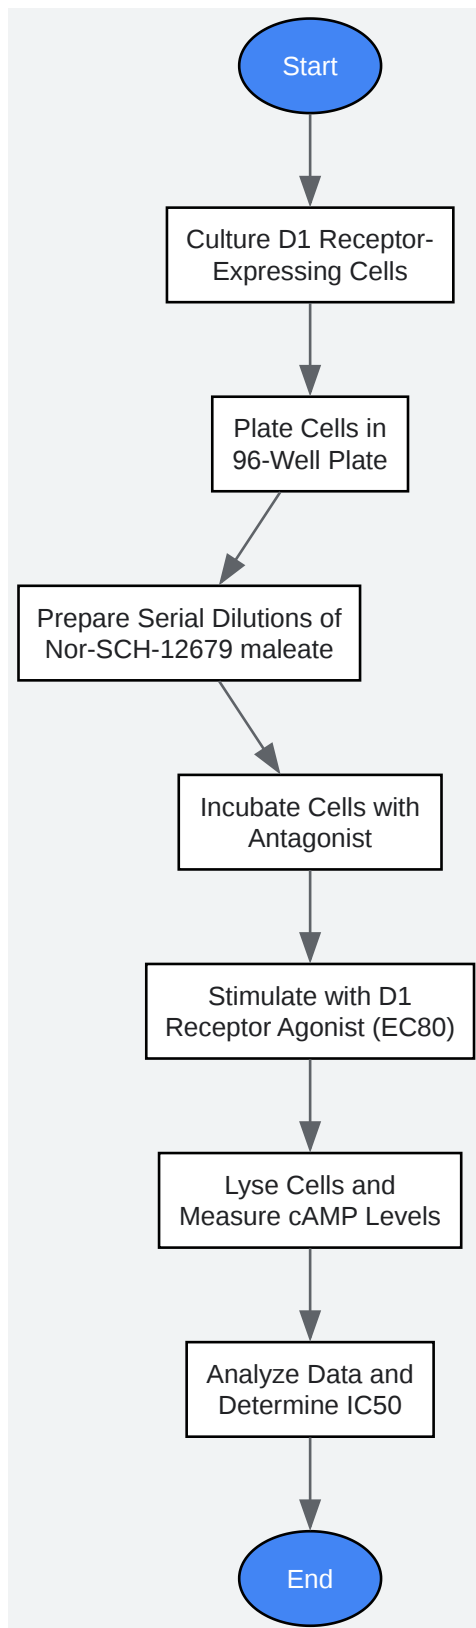 Start
Culture D1 Receptor-
Expressing Cells
Plate Cells in
96-Well Plate
Prepare Serial Dilutions of
Nor-SCH-12679 maleate
Incubate Cells with
Antagonist
Stimulate with D1
Receptor Agonist (EC80)
Lyse Cells and
Measure cAMP Levels
Analyze Data and
Determine IC50
End